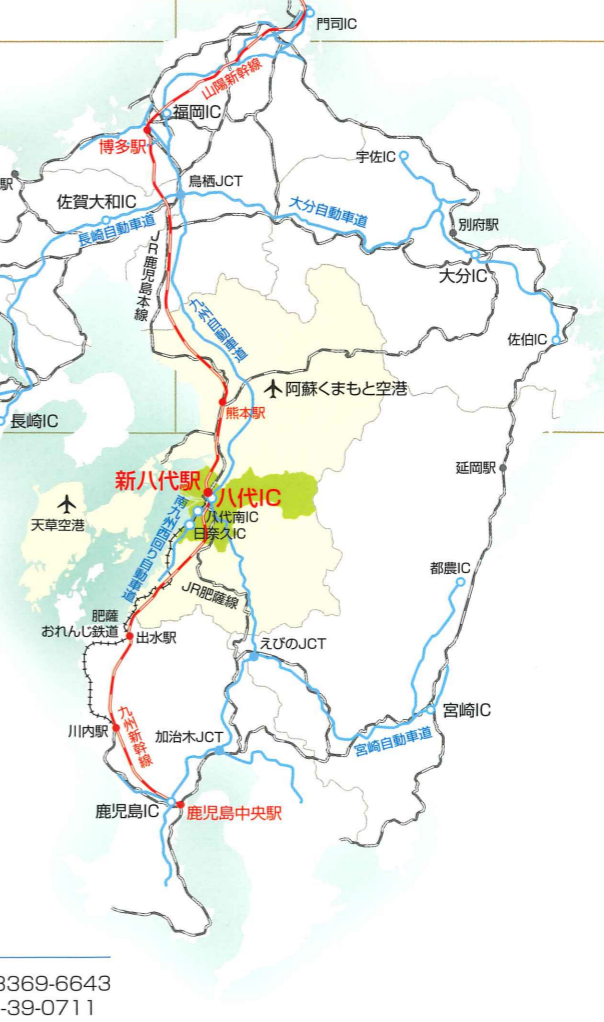 門司IC
山陽新幹線
福岡IC
博多駅
宇佐IC
駅
鳥栖JCT
佐賀大和IC
大分自動車道
長崎自動車道
別府駅
JR鹿児島本線
大分IC
九州自動車道
佐伯IC
阿蘇くまもと空港
熊本駅
長崎IC
新八代駅
八代IC
延岡駅
八代南IC
天草空港
日奈久IC
南九州西回り自動車道
都農IC
JR肥薩線
肥薩
おれんじ鉄道
出水駅
えびのJCT
宮崎IC
川内駅
九州新幹線
加治木JCT
宮崎自動車道
鹿児島IC
鹿児島中央駅
3369-6643
-39-0711